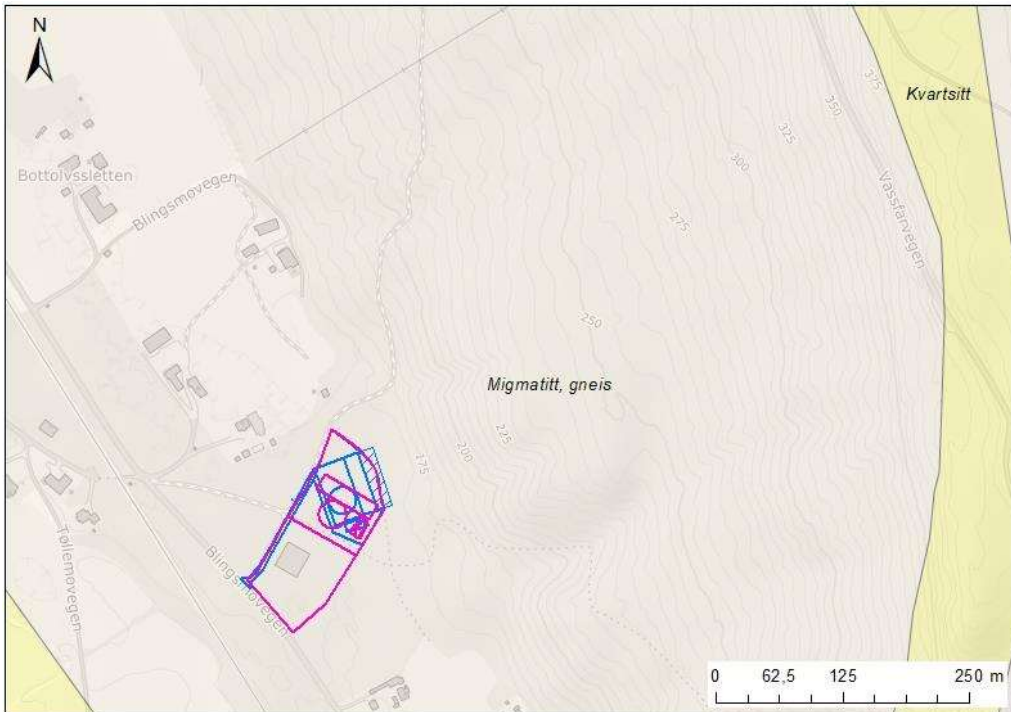 N
Kvartsitt
375
350
325
300
Bottolvssletten
Blingsmovegen
Vassfarvegen
275
250
Migmatitt, gneis
225
200
175
Tøllemovegen
Blingsmovegen
0 62,5 125 250 m